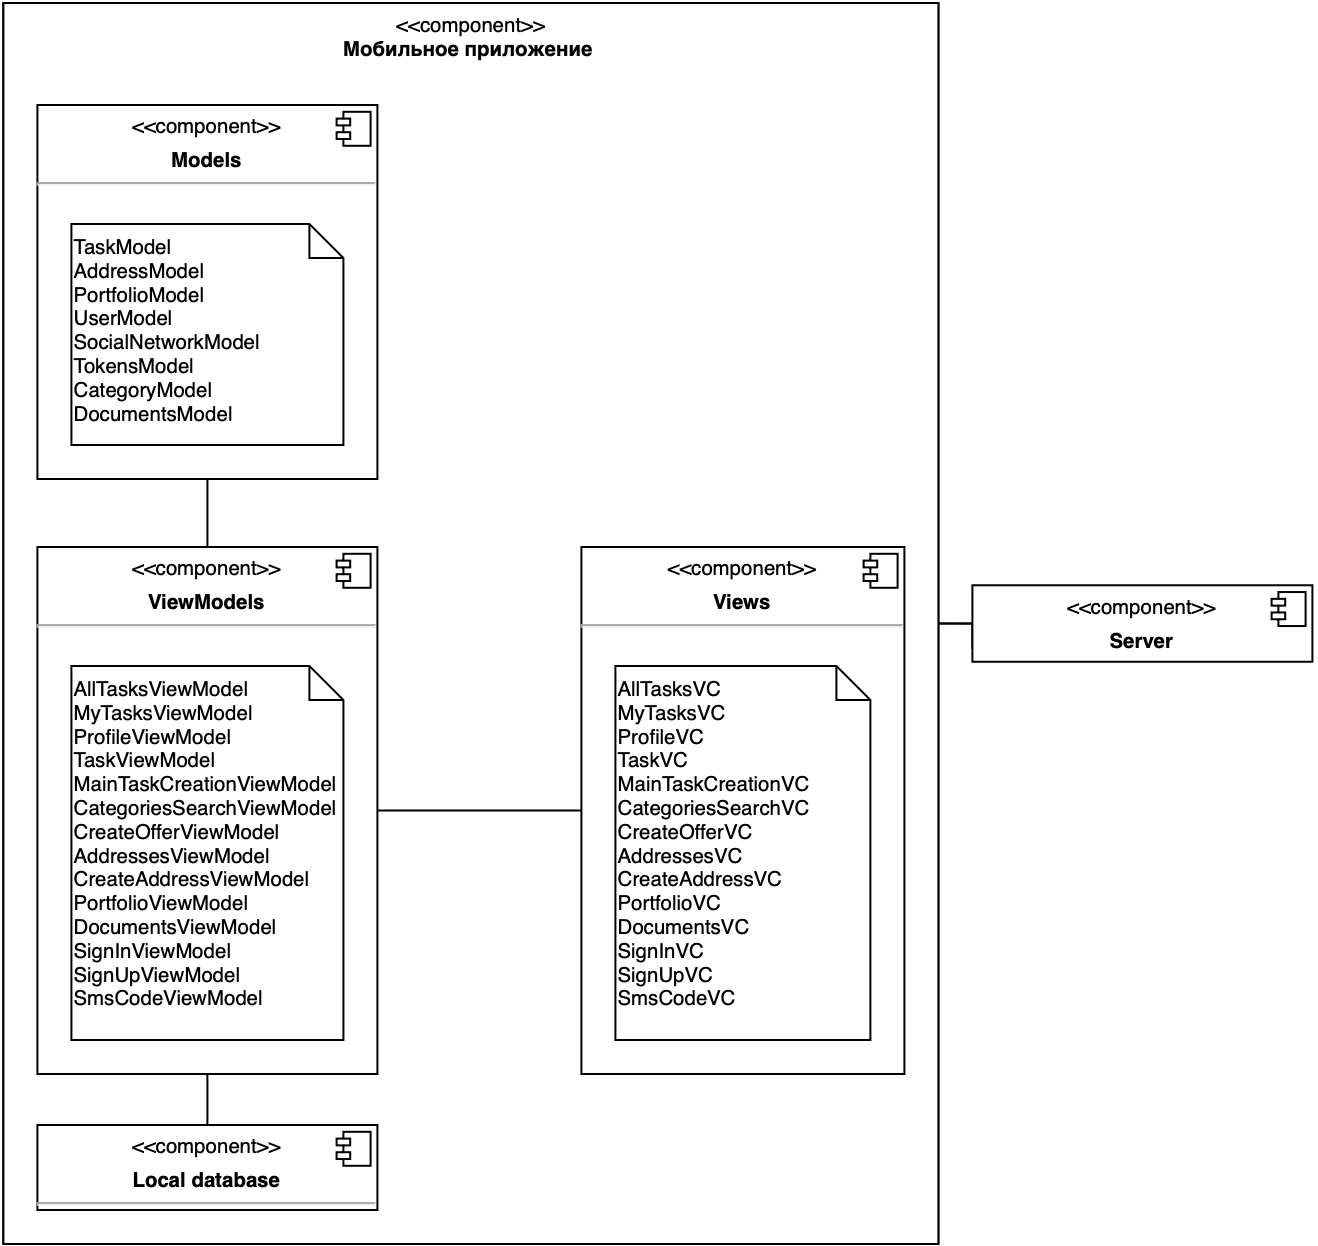 <<component>>
Мобильное приложение
<<component>>
Models
TaskModel
AddressModel
PortfolioModel
UserModel
SocialNetworkModel
TokensModel
CategoryModel
DocumentsModel
<<component>>
ViewModels
AllTasksViewModel
MyTasksViewModel
ProfileViewModel
TaskViewModel
MainTaskCreationViewModel
CategoriesSearchViewModel
CreateOfferViewModel
AddressesViewModel
CreateAddressViewModel
PortfolioViewModel
DocumentsViewModel
SignInViewModel
SignUpViewModel
SmsCodeViewModel
<<component>>
Views
AllTasksVC
MyTasksVC
ProfileVC
TaskVC
MainTaskCreationVC
CategoriesSearchVC
CreateOfferVC
AddressesVC
CreateAddressVC
PortfolioVC
DocumentsVC
SignInVC
SignUpVC
SmsCodeVC
<<component>>
Server
<<component>>
Local database